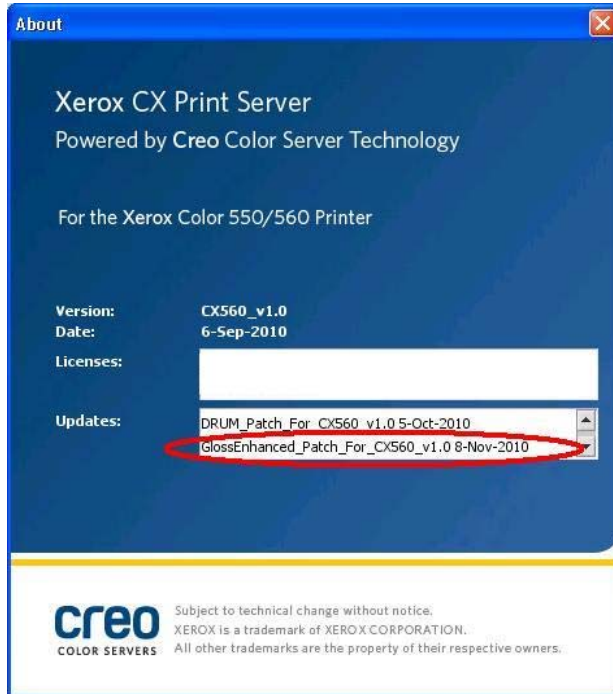 About
Xerox CX Print Server
Powered by Creo Color Server Technology
For the Xerox Color 550/560 Printer
Version: CX560_v1.0
Date: 6-Sep-2010
Licenses:
Updates: DRUM_Patch_For_CX560_v1.0 5-Oct-2010
GlossEnhanced_Patch_For_CX560_v1.0 8-Nov-2010
creo
COLOR SERVERS
Subject to technical change without notice.
XEROX is a trademark of XEROX CORPORATION.
All other trademarks are the property of their respective owners.